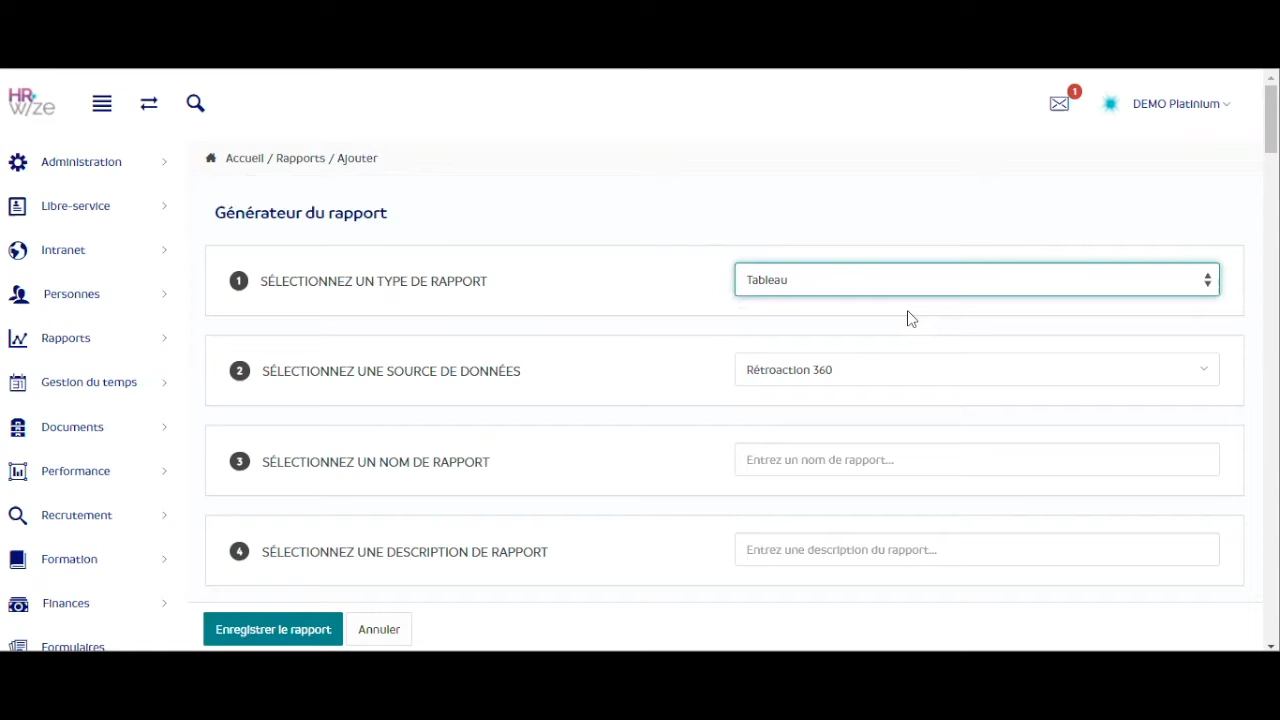 HR
wize
1
DEMO Platinium
Administration
Libre-service
Intranet
Personnes
Rapports
31
Gestion du temps
Documents
Performance
Recrutement
Formation
Finances
Formulaires
Accueil / Rapports / Ajouter
Générateur du rapport
1 SÉLECTIONNEZ UN TYPE DE RAPPORT
Tableau
2 SÉLECTIONNEZ UNE SOURCE DE DONNÉES
Rétroaction 360
3 SÉLECTIONNEZ UN NOM DE RAPPORT
Entrez un nom de rapport...
4 SÉLECTIONNEZ UNE DESCRIPTION DE RAPPORT
Entrez une description du rapport...
Enregistrer le rapport
Annuler